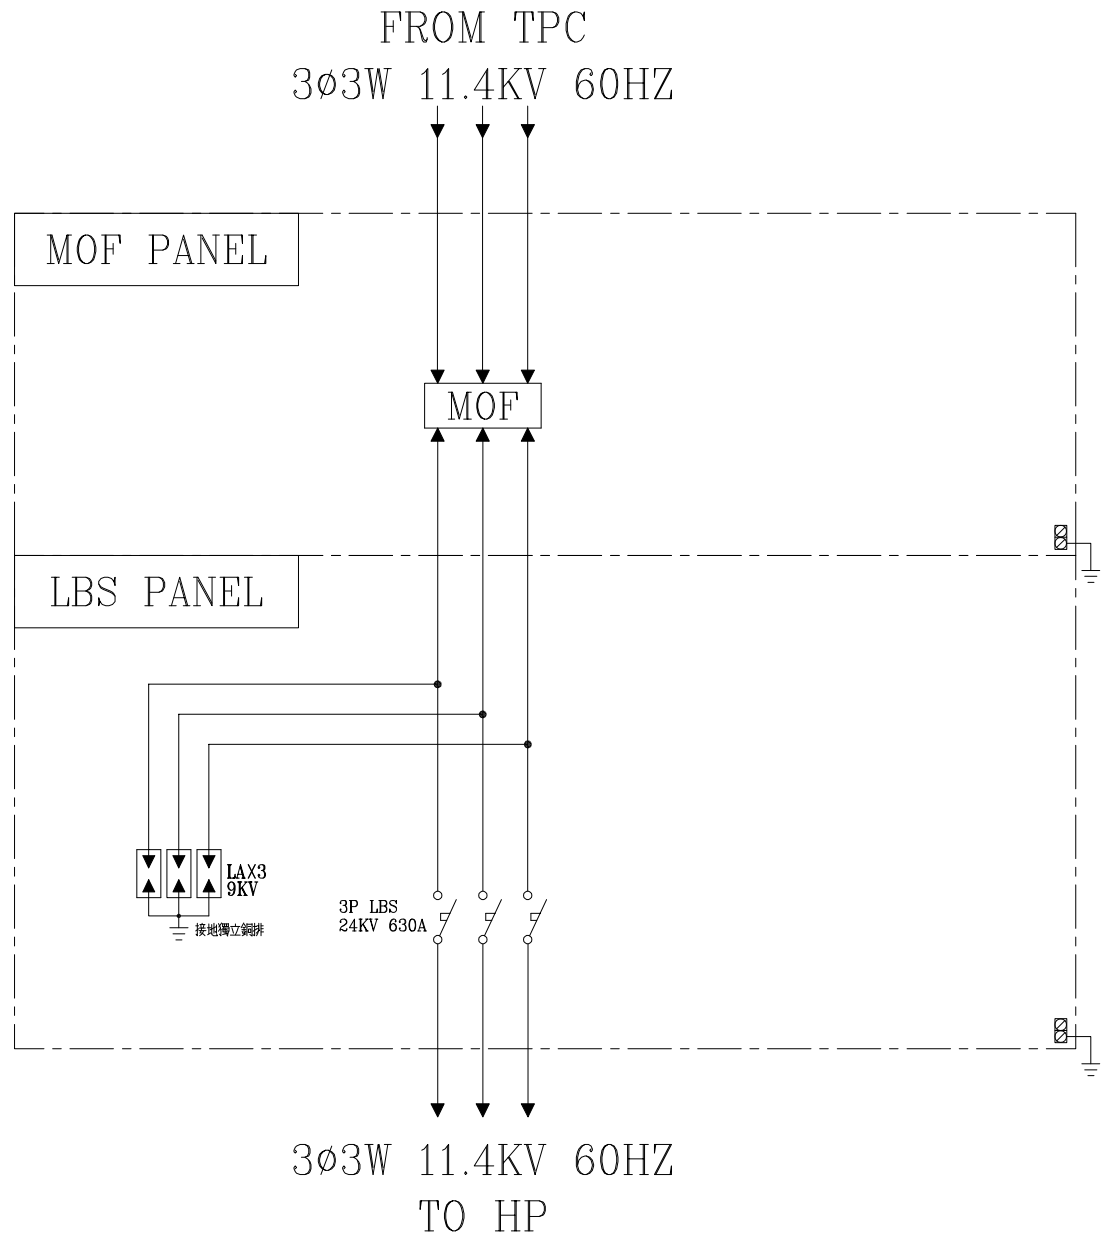 FROM TPC
3ø3W 11.4KV 60HZ
MOF PANEL
MOF
LBS PANEL
LAX3
9KV
接地獨立銅排
3P LBS
24KV 630A
3ø3W 11.4KV 60HZ
TO HP